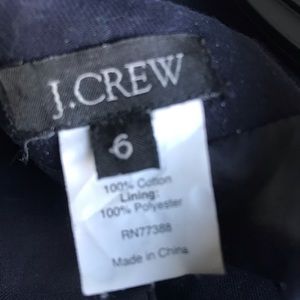 J.CREW
6
100% Cotton
Lining:
100% Polyester
RN77388
Made in China